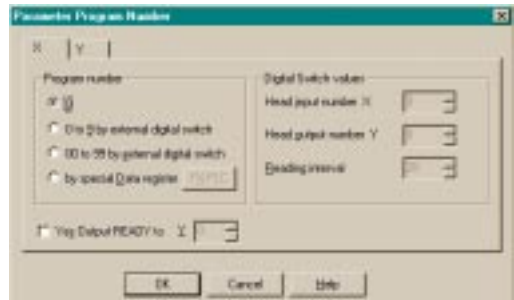 Parameter Program Number
X Y
Program number
0
0 to 9 by external digital switch
00 to 99 by external digital switch
by special Data register
Digital Switch values
Head input number X
Head output number Y
Reading interval
Yes Output READY to Y
OK Cancel Help